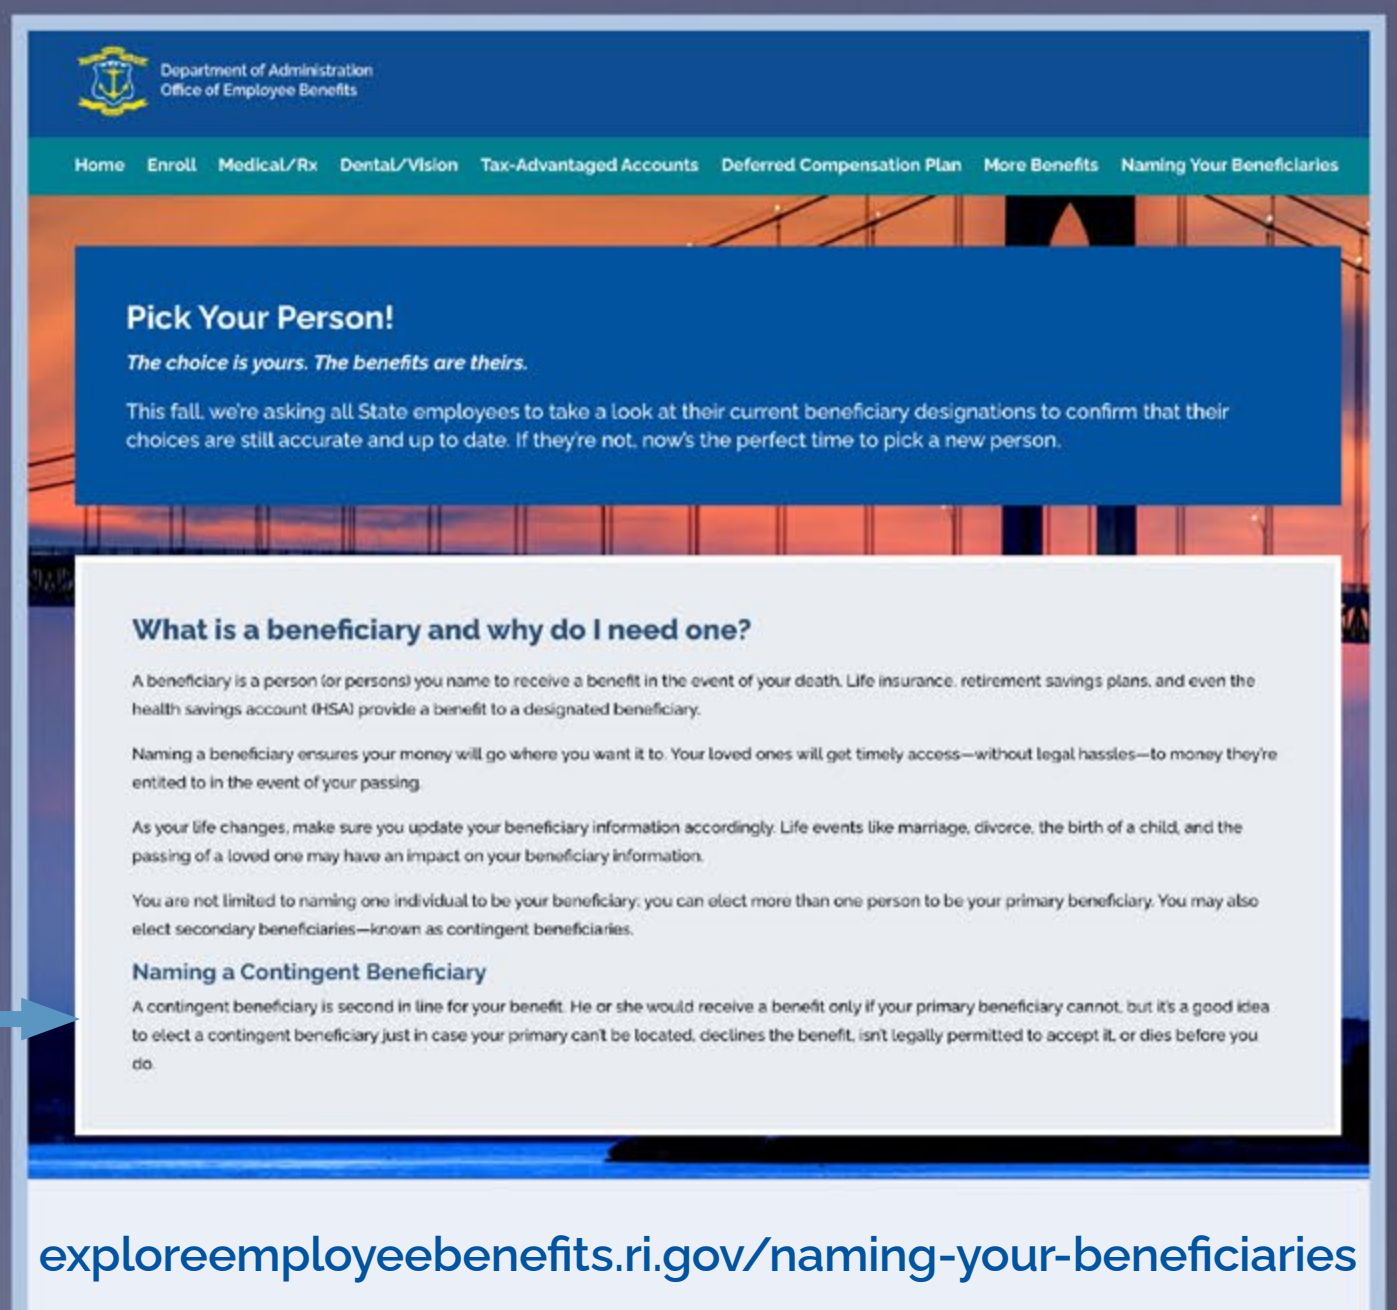 Department of Administration
Office of Employee Benefits
Home Enroll Medical/Rx Dental/Vision Tax-Advantaged Accounts Deferred Compensation Plan More Benefits Naming Your Beneficiaries
Pick Your Person!
The choice is yours. The benefits are theirs.
This fall, we're asking all State employees to take a look at their current beneficiary designations to confirm that their
choices are still accurate and up to date. If they're not, now's the perfect time to pick a new person.
What is a beneficiary and why do I need one?
A beneficiary is a person (or persons) you name to receive a benefit in the event of your death. Life insurance, retirement savings plans, and even the
health savings account (HSA) provide a benefit to a designated beneficiary.
Naming a beneficiary ensures your money will go where you want it to. Your loved ones will get timely access—without legal hassles—to money they're
entited to in the event of your passing.
As your life changes, make sure you update your beneficiary information accordingly. Life events like marriage, divorce, the birth of a child, and the
passing of a loved one may have an impact on your beneficiary information.
You are not limited to naming one individual to be your beneficiary; you can elect more than one person to be your primary beneficiary. You may also
elect secondary beneficiaries—known as contingent beneficiaries.
Naming a Contingent Beneficiary
A contingent beneficiary is second in line for your benefit. He or she would receive a benefit only if your primary beneficiary cannot, but it's a good idea
to elect a contingent beneficiary just in case your primary can't be located, declines the benefit, isn't legally permitted to accept it, or dies before you
do.
exploreemployeebenefits.ri.gov/naming-your-beneficiaries